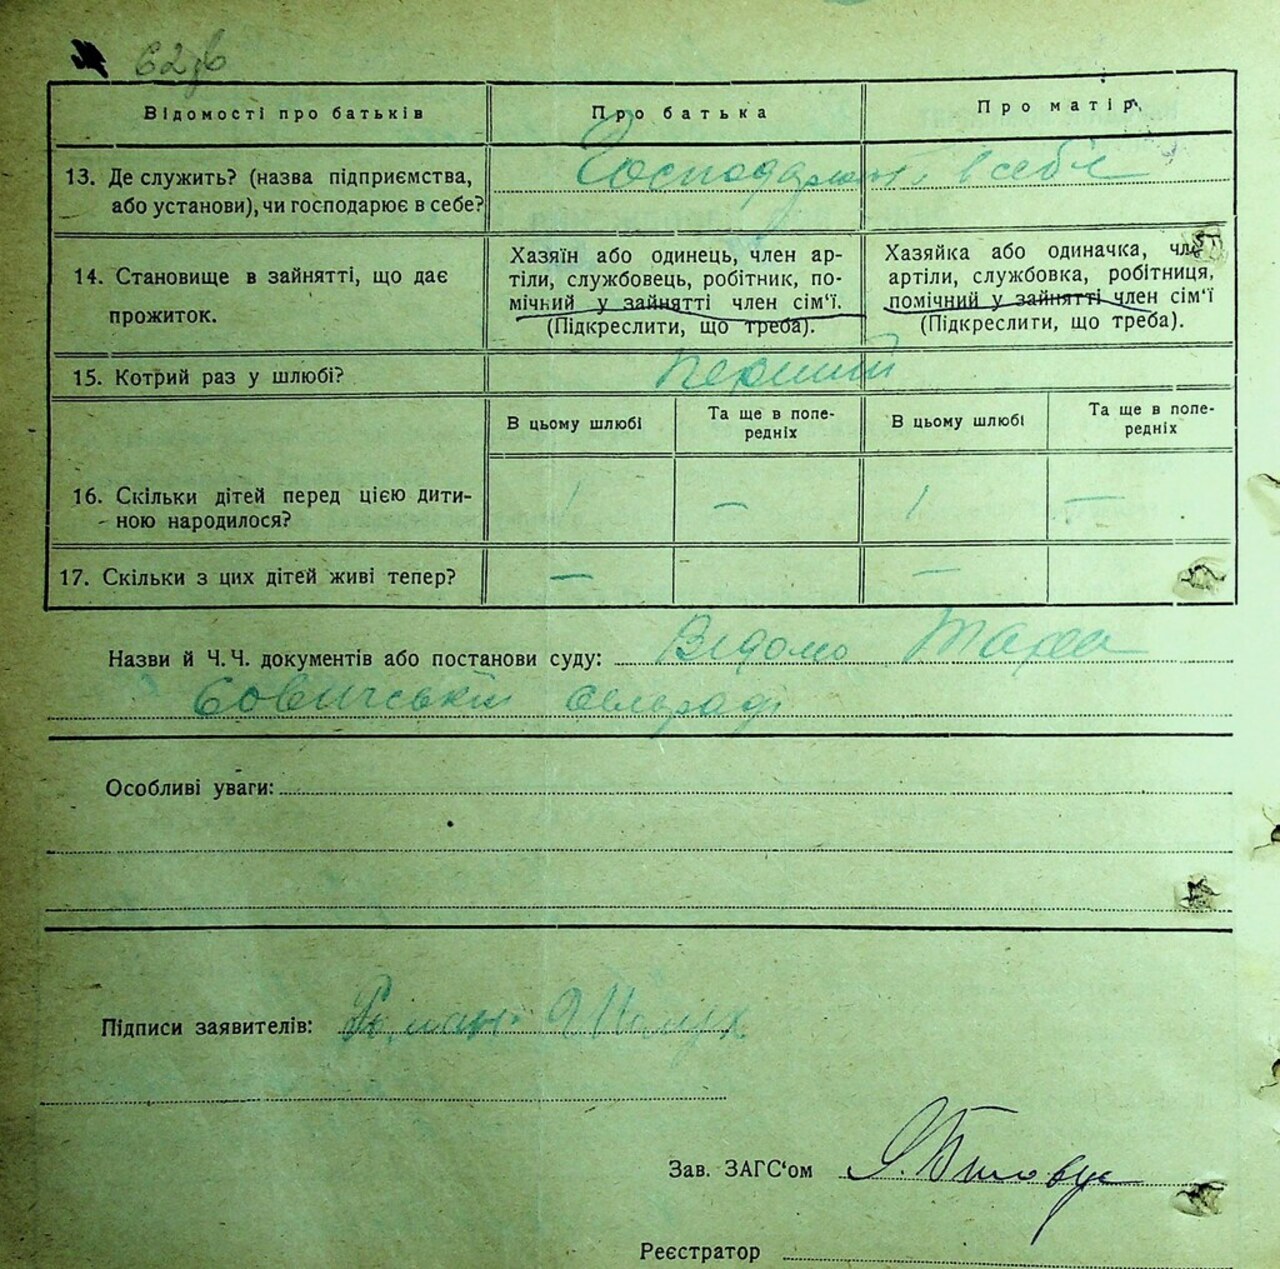 62зв
Відомості про батьків Про батька Про матір
13. Де служить? (назва підприємства, або установи), чи господарює в себе?
Господарюють в себе
14. Становище в зайнятті, що дає прожиток.
Хазяїн або одинець, член ар-
тіли, службовець, робітник, по-
мічний у зайнятті член сім'ї.
(Підкреслити, що треба).
Хазяйка або одиначка, член
артіли, службовка, робітниця,
помічний у зайнятті член сім'ї
(Підкреслити, що треба).
15. Котрий раз у шлюбі? перший
В цьому шлюбі Та ще в попе-редніх В цьому шлюбі Та ще в попе-редніх
16. Скільки дітей перед цією дити-
ною народилося? 1 — 1 —
17. Скільки з цих дітей живі тепер? — —
Назви й Ч.Ч. документів або постанови суду: Відомо
сільраді
Особливі уваги:
Підписи заявителів: Роман
Зав. ЗАГС'ом
Реєстратор